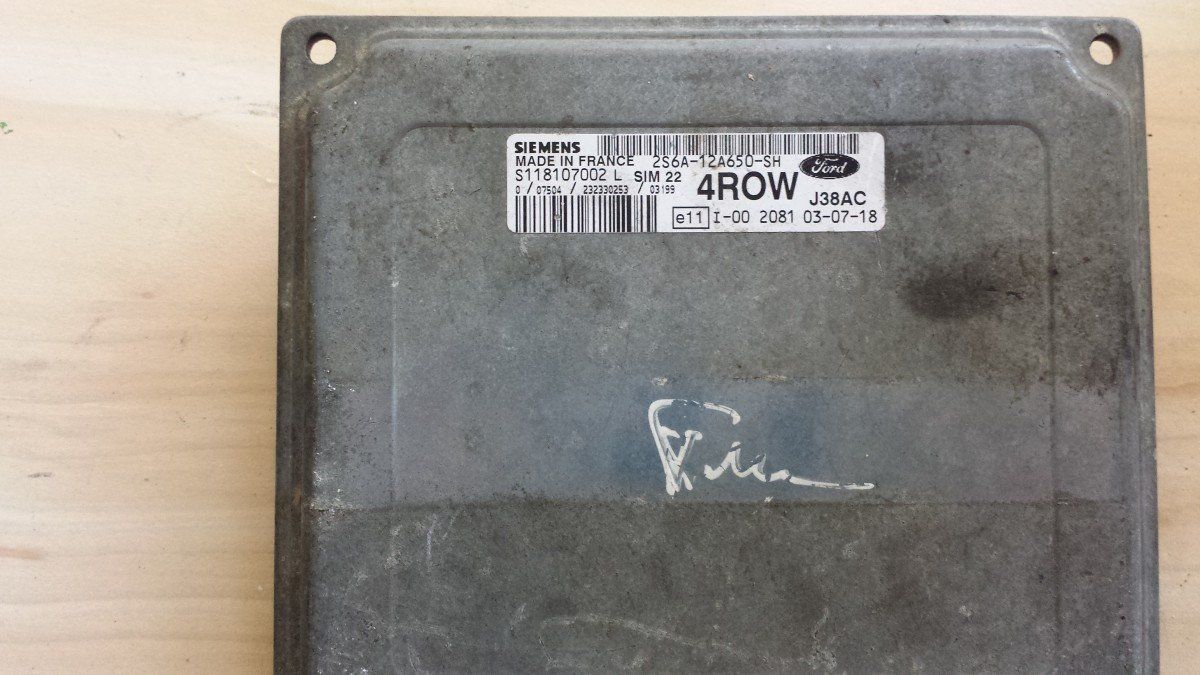 SIEMENS
MADE IN FRANCE 2S6A-12A650-SH Ford
S118107002 L SIM 22 4ROW J38AC
0 / 07504 / 232330253 / 03199
e11 I-00 2081 03-07-18